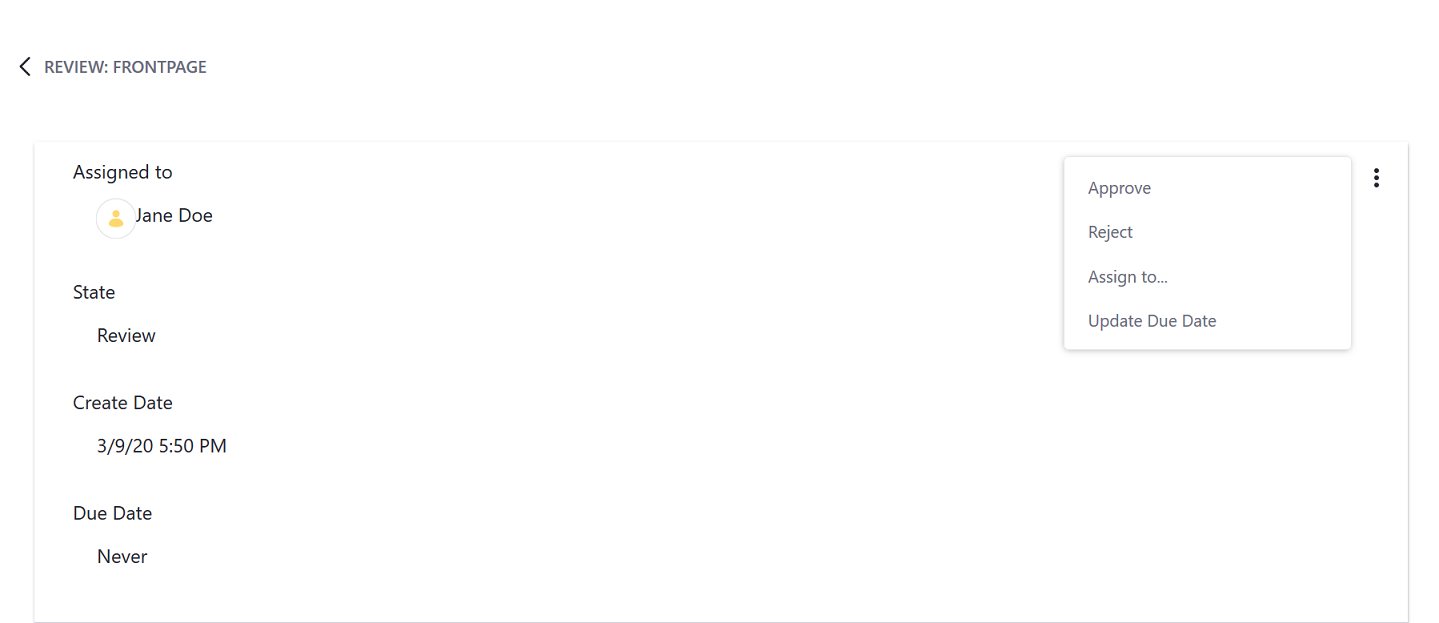 REVIEW: FRONTPAGE
Assigned to
Jane Doe
State
Review
Create Date
3/9/20 5:50 PM
Due Date
Never
Approve
Reject
Assign to...
Update Due Date